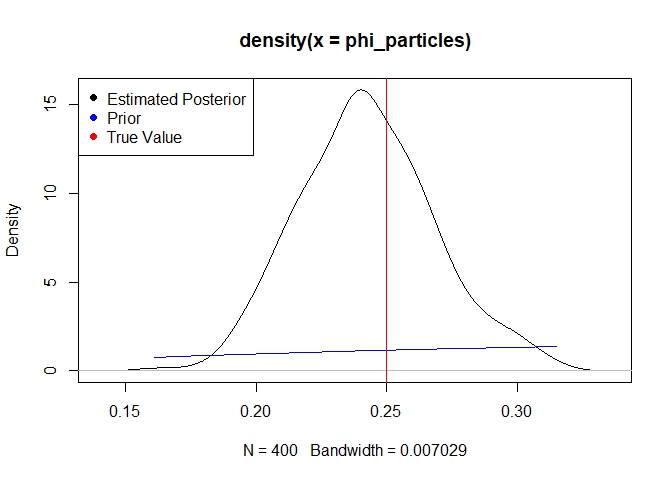 density(x = phi_particles)
Estimated Posterior
Prior
True Value
Density
15
10
5
0
0.15 0.20 0.25 0.30
N = 400 Bandwidth = 0.007029